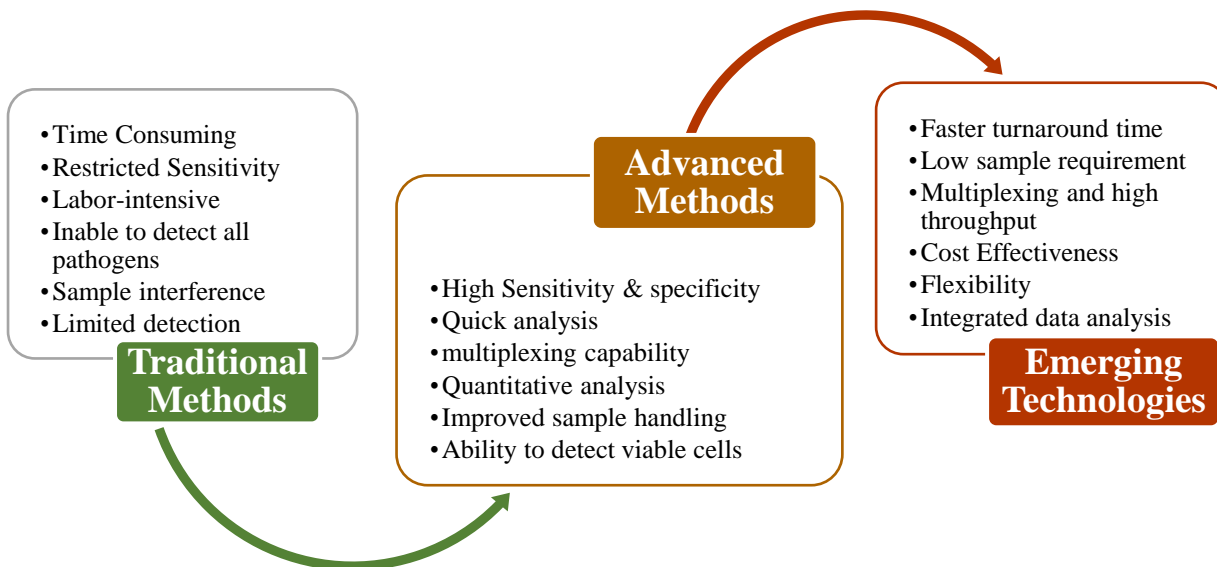 •Time Consuming
•Restricted Sensitivity
•Labor-intensive
•Inable to detect all
pathogens
•Sample interference
•Limited detection
Traditional
Methods
Advanced
Methods
•High Sensitivity & specificity
•Quick analysis
•multiplexing capability
•Quantitative analysis
•Improved sample handling
•Ability to detect viable cells
•Faster turnaround time
•Low sample requirement
•Multiplexing and high
throughput
•Cost Effectiveness
•Flexibility
•Integrated data analysis
Emerging
Technologies